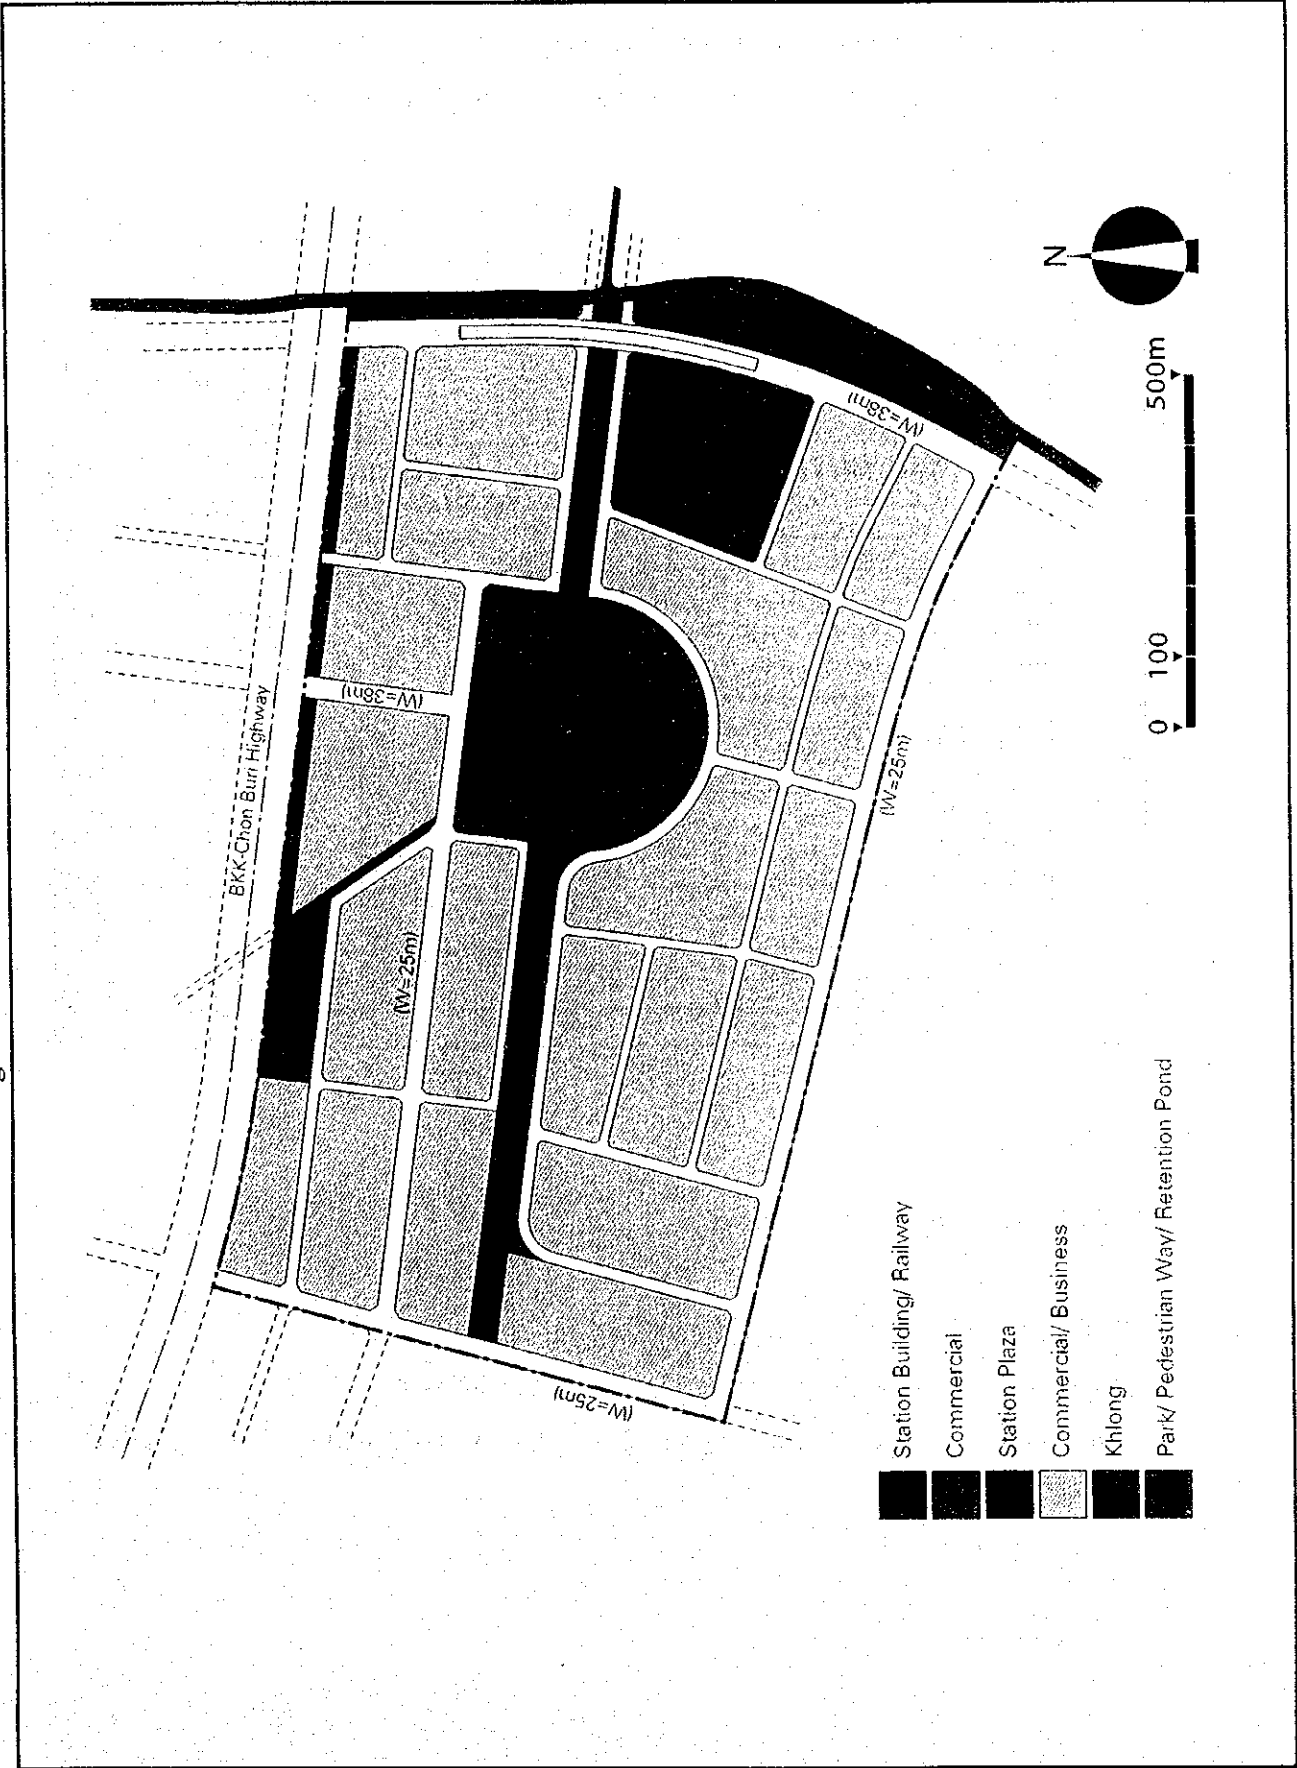 BKK-Chon Buri Highway
(W=38m)
(W=25m)
(W=38m)
(W=25m)
(W=25m)
N
0
100
500m
Station Building/ Railway
Commercial
Station Plaza
Commercial/ Business
Khlong
Park/ Pedestrian Way/ Retention Pond